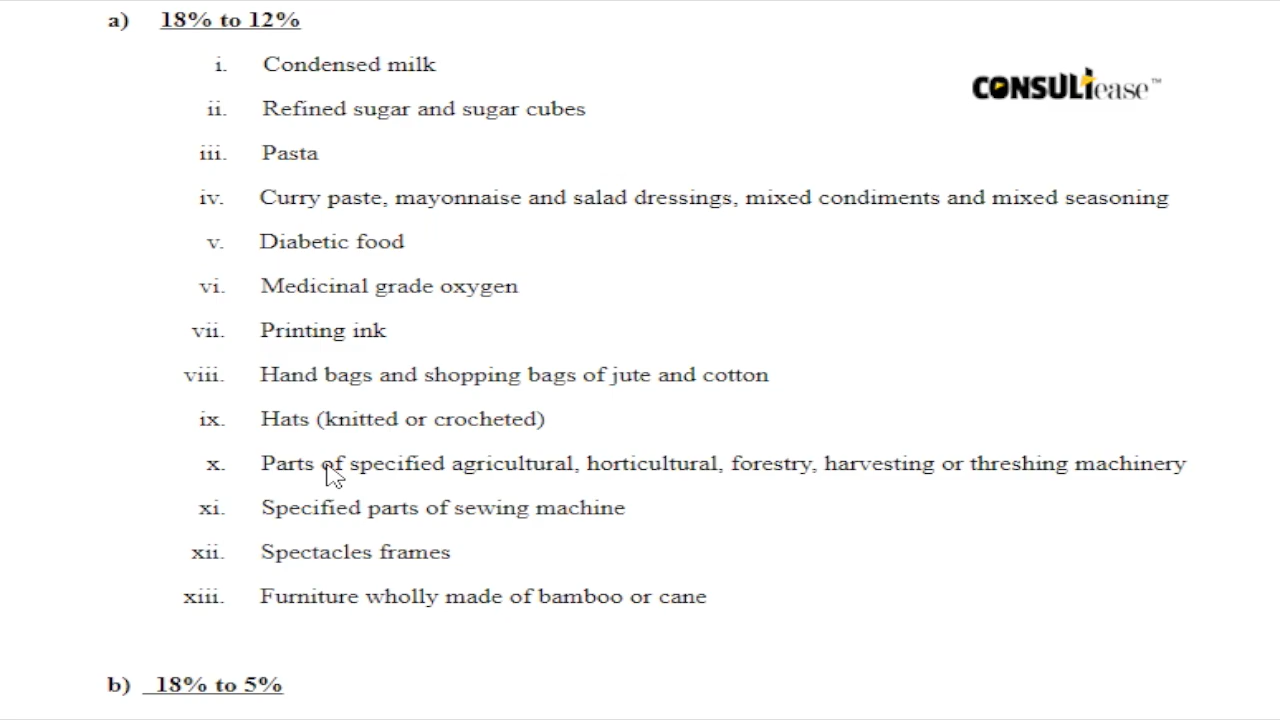 a) 18% to 12%
CONSULTease™
i. Condensed milk
ii. Refined sugar and sugar cubes
iii. Pasta
iv. Curry paste, mayonnaise and salad dressings, mixed condiments and mixed seasoning
v. Diabetic food
vi. Medicinal grade oxygen
vii. Printing ink
viii. Hand bags and shopping bags of jute and cotton
ix. Hats (knitted or crocheted)
x. Parts of specified agricultural, horticultural, forestry, harvesting or threshing machinery
xi. Specified parts of sewing machine
xii. Spectacles frames
xiii. Furniture wholly made of bamboo or cane
b) 18% to 5%